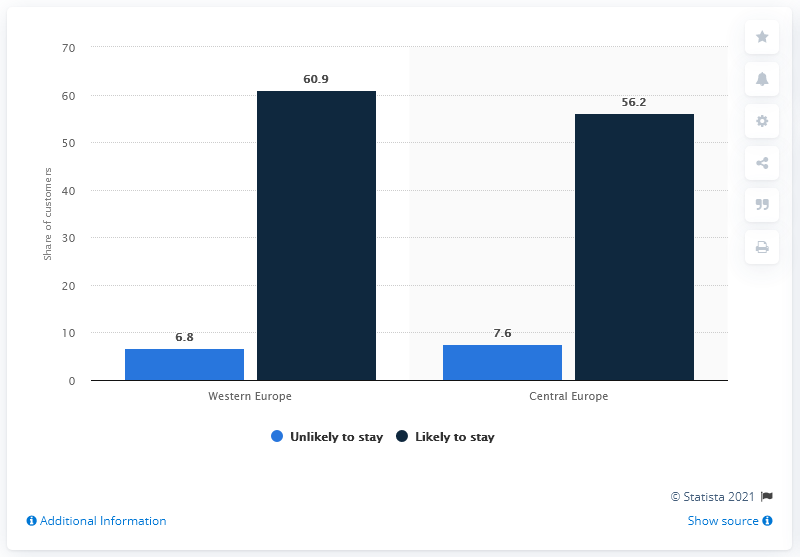 Share of customers
70
60
50
40
30
20
10
0
6.8
60.9
7.6
56.2
Western Europe
Central Europe
Unlikely to stay
Likely to stay
© Statista 2021
Additional Information
Show source